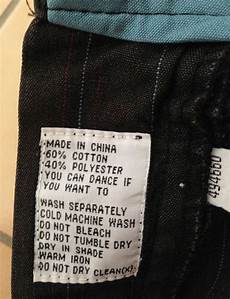 MADE IN CHINA
60% COTTON
40% POLYESTER
YOU CAN DANCE IF
YOU WANT TO
WASH SEPARATELY
COLD MACHINE WASH
DO NOT BLEACH
DO NOT TUMBLE DRY
DRY IN SHADE
WARM IRON
DO NOT DRY CLEAN(X)
494660